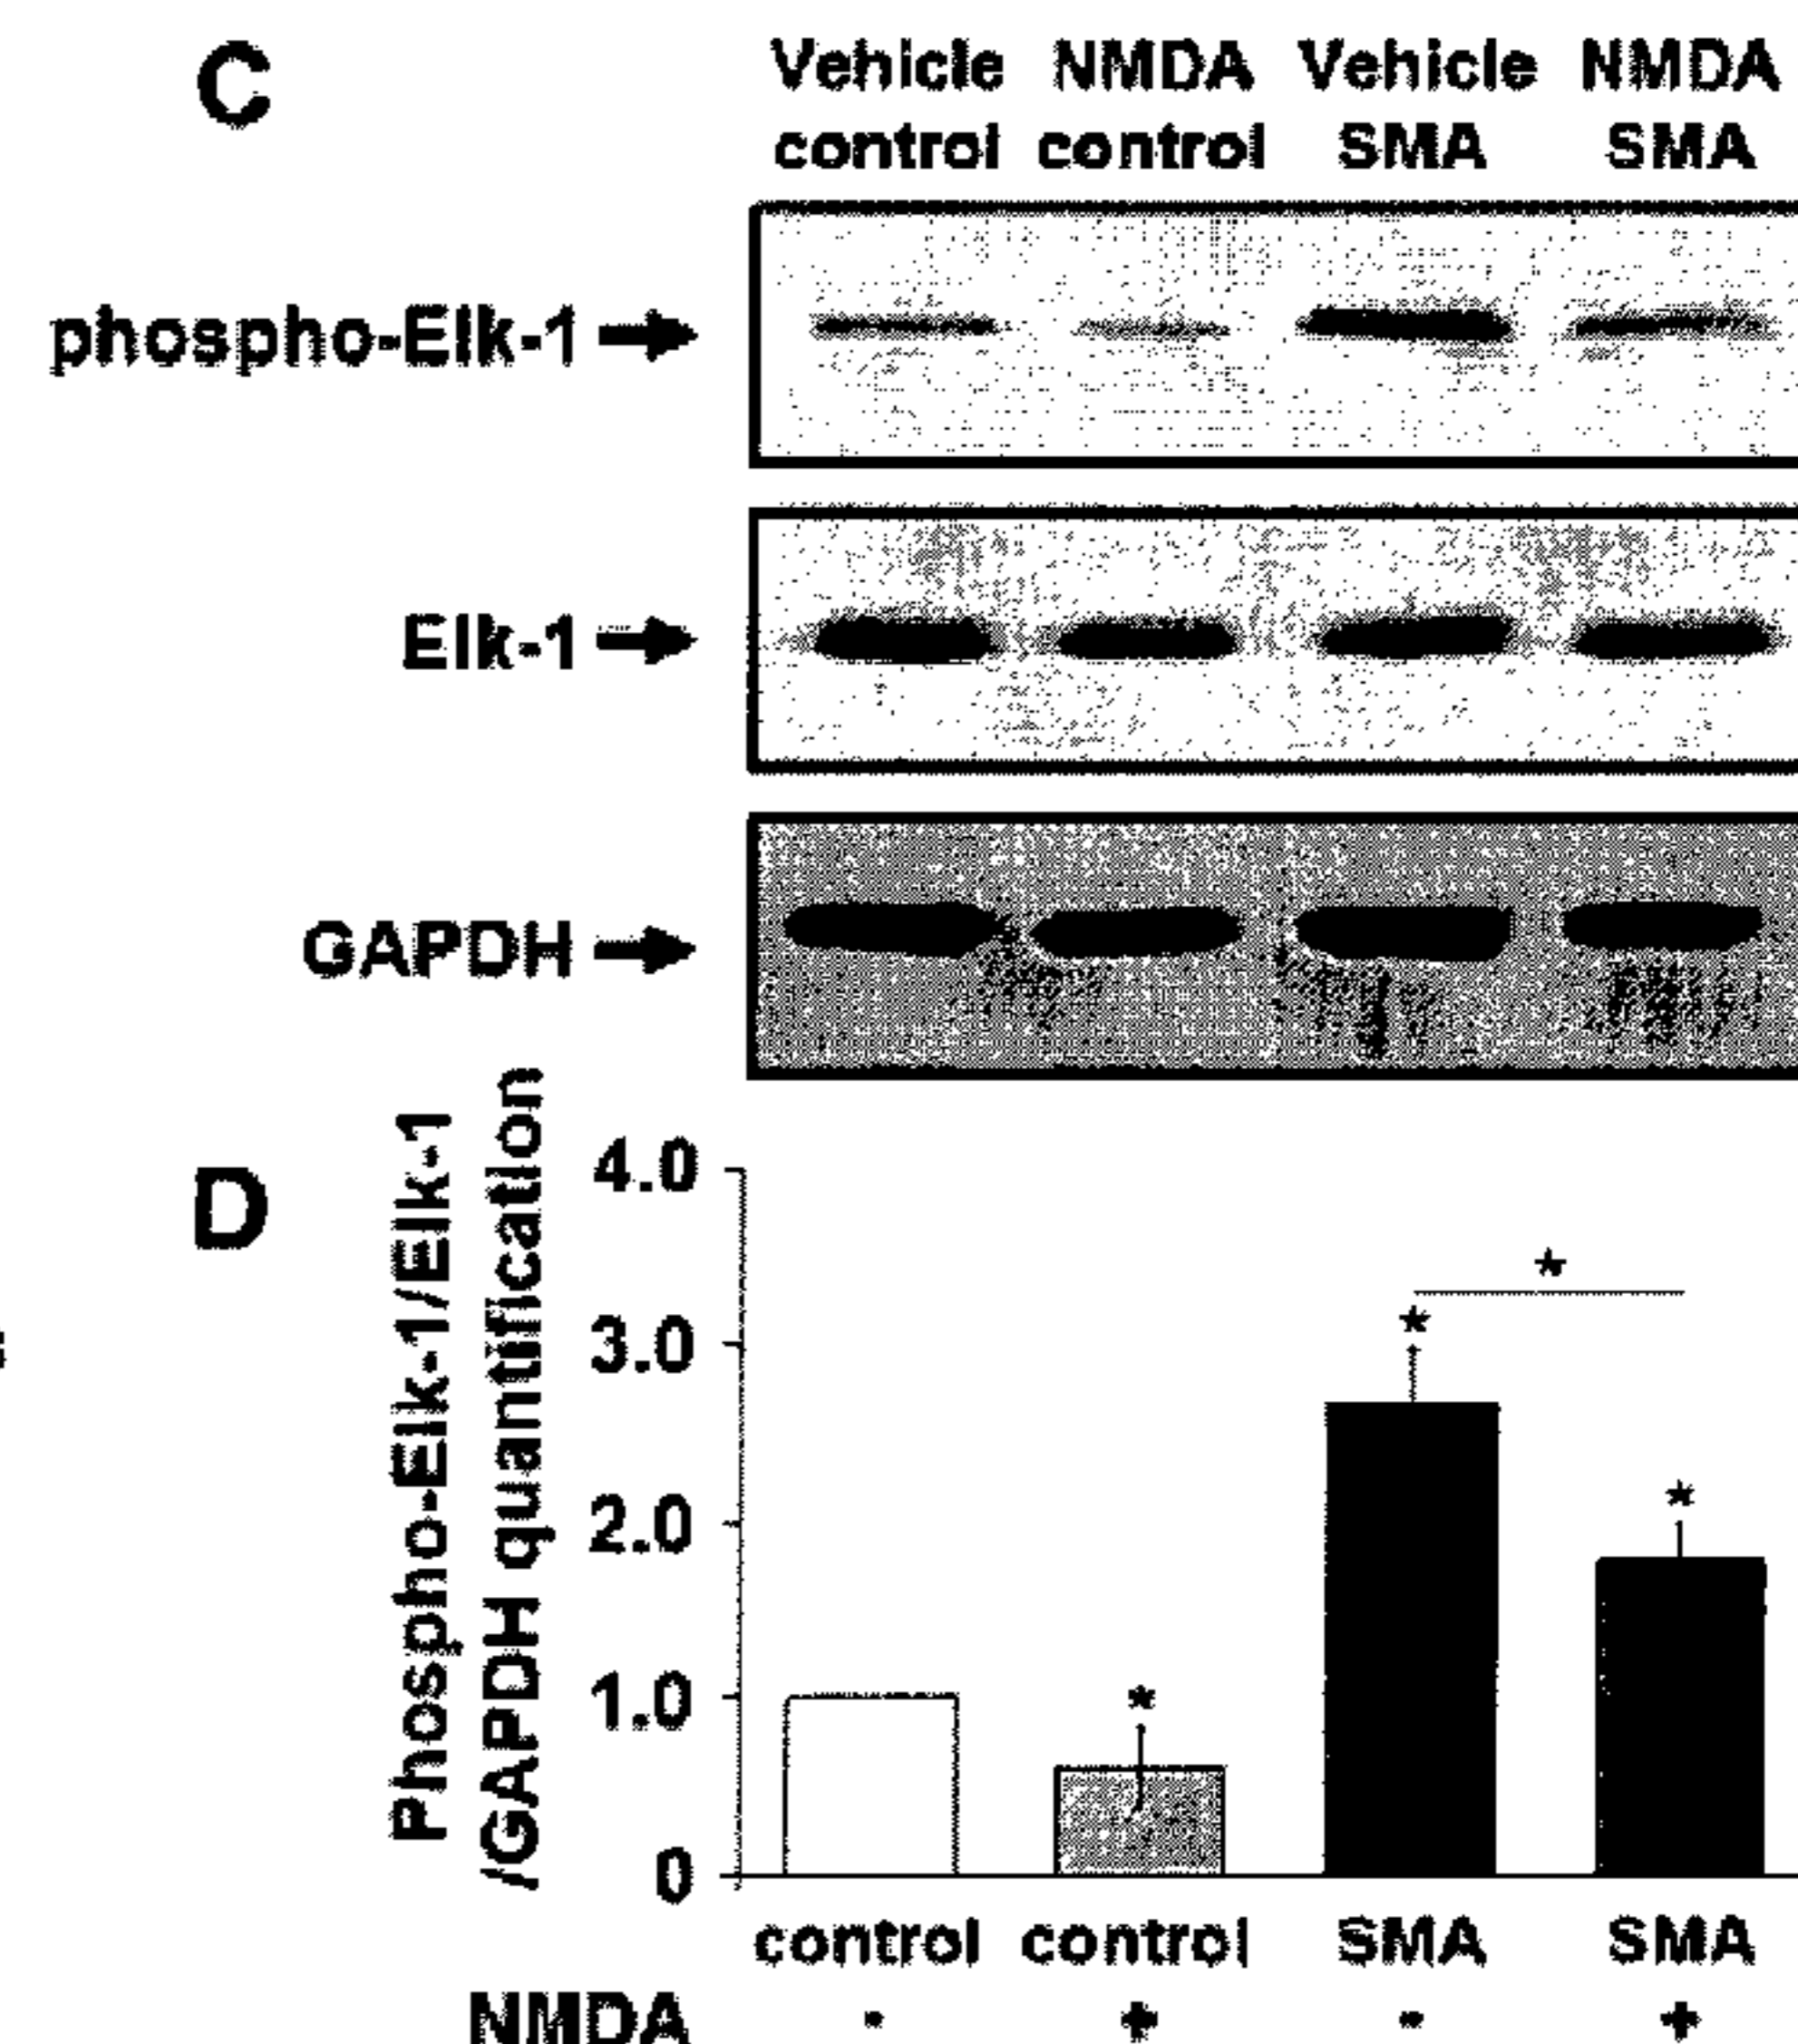 C
Vehicle NMDA Vehicle NMDA
control control SMA SMA
phospho-Elk-1
Elk-1
GAPDH
D
Phospho-Elk-1/Elk-1
/GAPDH quantification
4.0
3.0
2.0
1.0
0
*
*
*
*
control control SMA SMA
NMDA - + - +